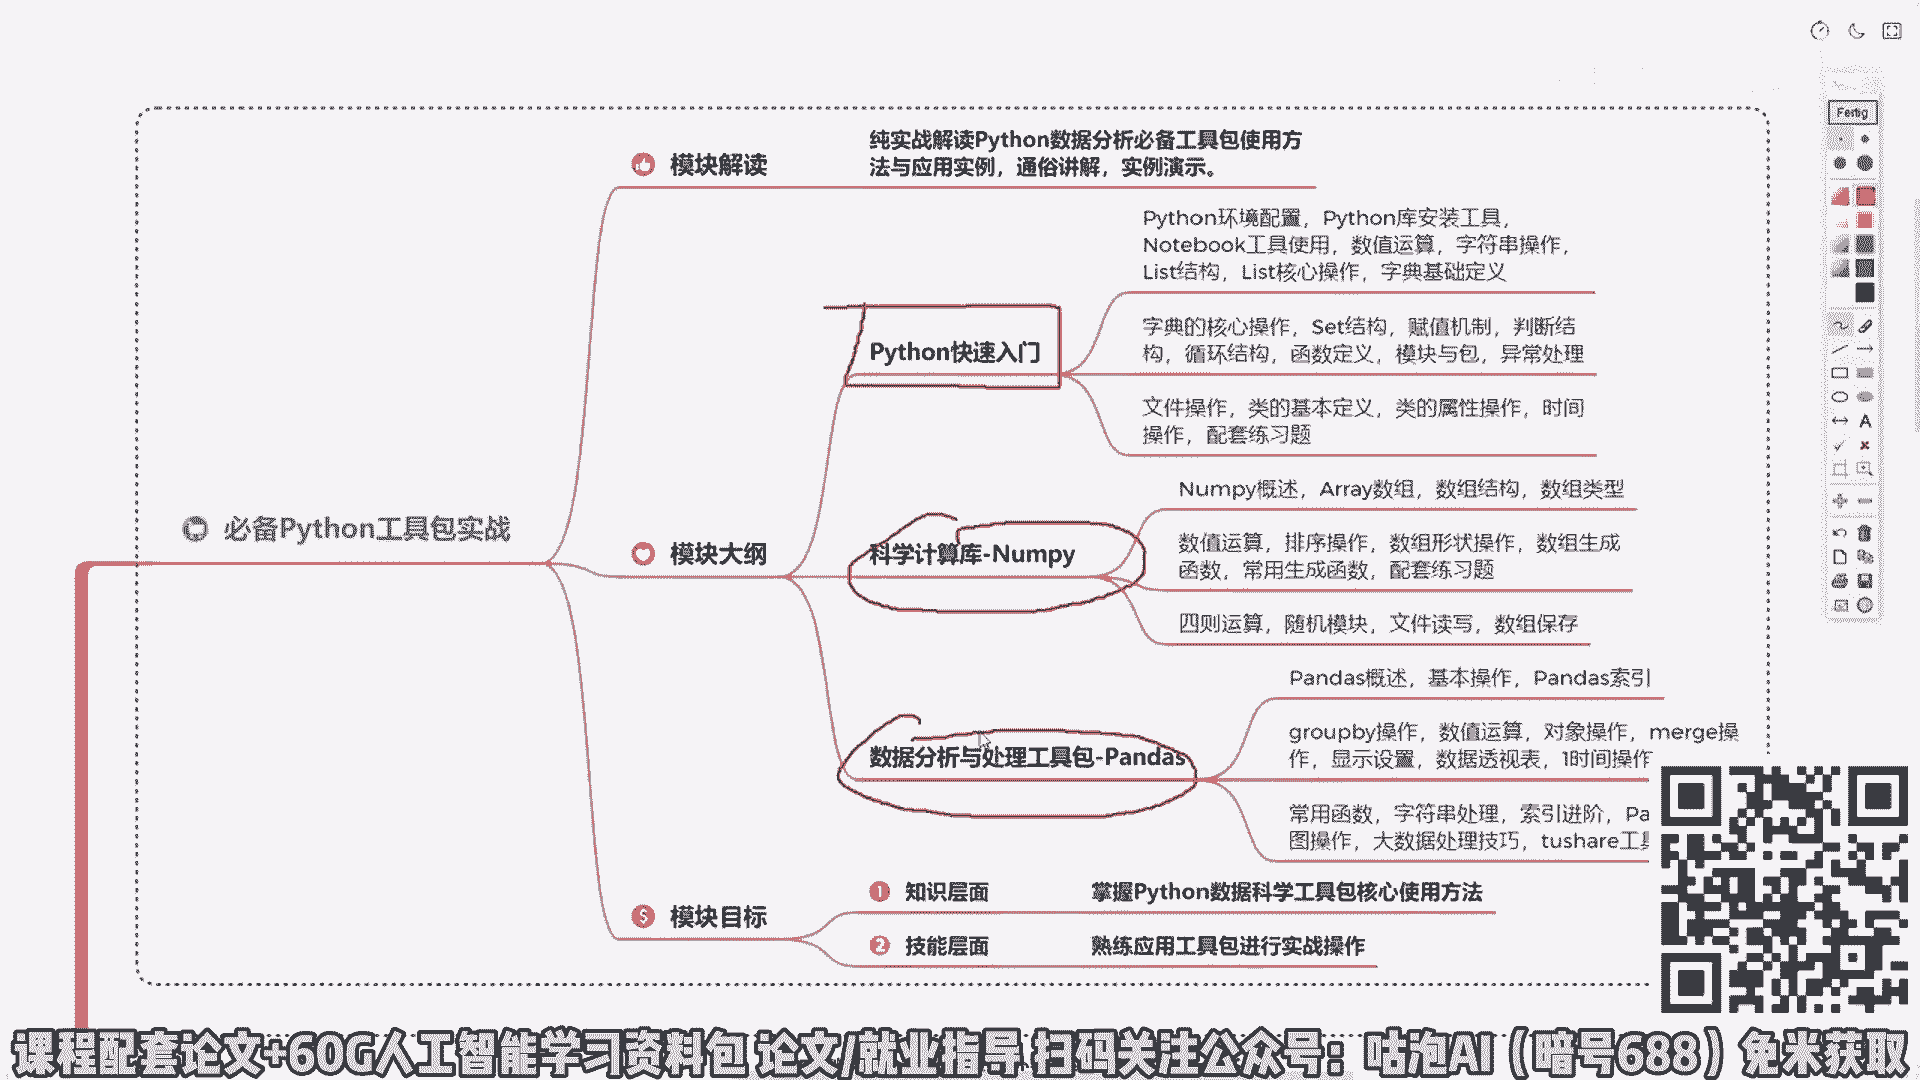 Fertig
A
必备Python工具包实战
模块解读
纯实战解读Python数据分析必备工具包使用方
法与应用实例，通俗讲解，实例演示。
模块大纲
Python快速入门
Python环境配置，Python库安装工具，
Notebook工具使用，数值运算，字符串操作，
List结构，List核心操作，字典基础定义
字典的核心操作，Set结构，赋值机制，判断结
构，循环结构，函数定义，模块与包，异常处理
文件操作，类的基本定义，类的属性操作，时间
操作，配套练习题
科学计算库-Numpy
Numpy概述，Array数组，数组结构，数组类型
数值运算，排序操作，数组形状操作，数组生成
函数，常用生成函数，配套练习题
四则运算，随机模块，文件读写，数组保存
数据分析与处理工具包-Pandas
Pandas概述，基本操作，Pandas索引
groupby操作，数值运算，对象操作，merge操
作，显示设置，数据透视表，1时间操作
常用函数，字符串处理，索引进阶，Pa
图操作，大数据处理技巧，tushare工
模块目标
1 知识层面 掌握Python数据科学工具包核心使用方法
2 技能层面 熟练应用工具包进行实战操作
课程配套论文+60G人工智能学习资料包 论文/就业指导 扫码关注公众号：咕泡AI（暗号688）免米获取